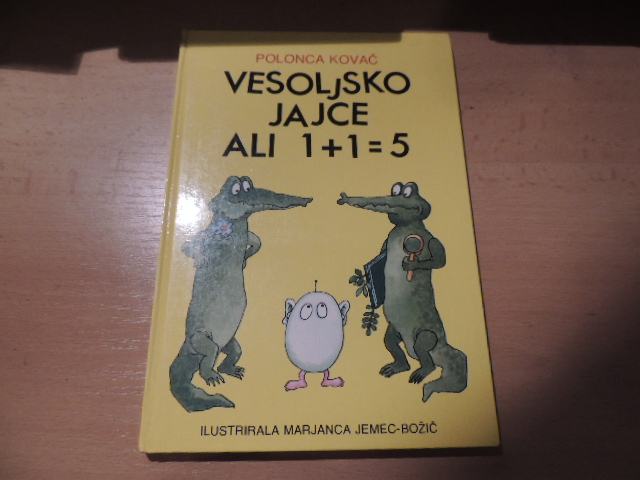 POLONCA KOVAČ
VESOLJSKO
JAJCE
ALI 1+1=5
ILUSTRIRALA MARJANCA JEMEC-BOŽIČ